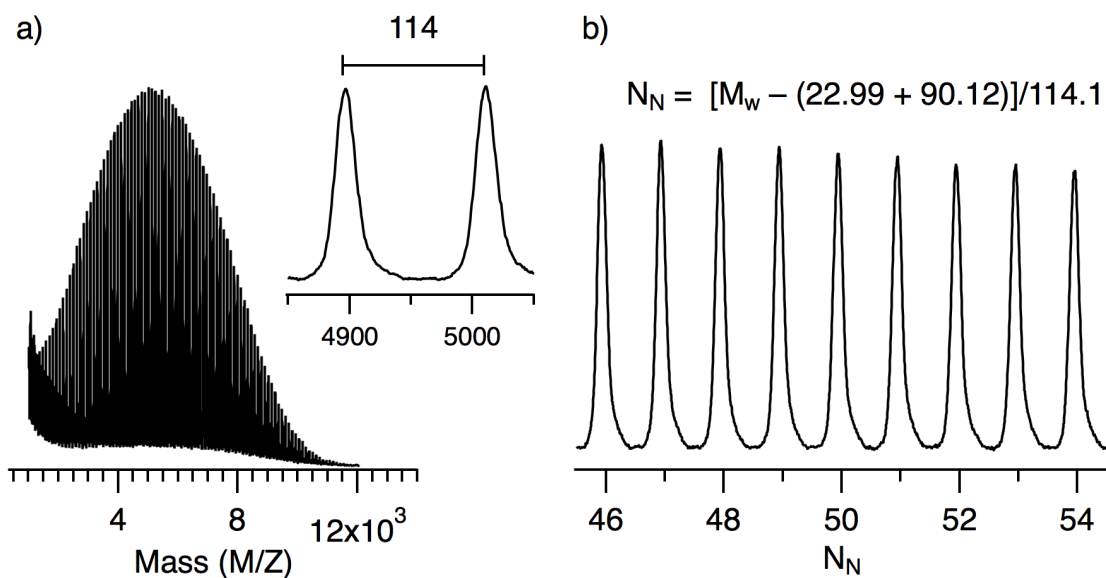 a)
114
4900 5000
4 8 12x10³
Mass (M/Z)
b)
N_N = [M_w – (22.99 + 90.12)]/114.1
46 48 50 52 54
N_N